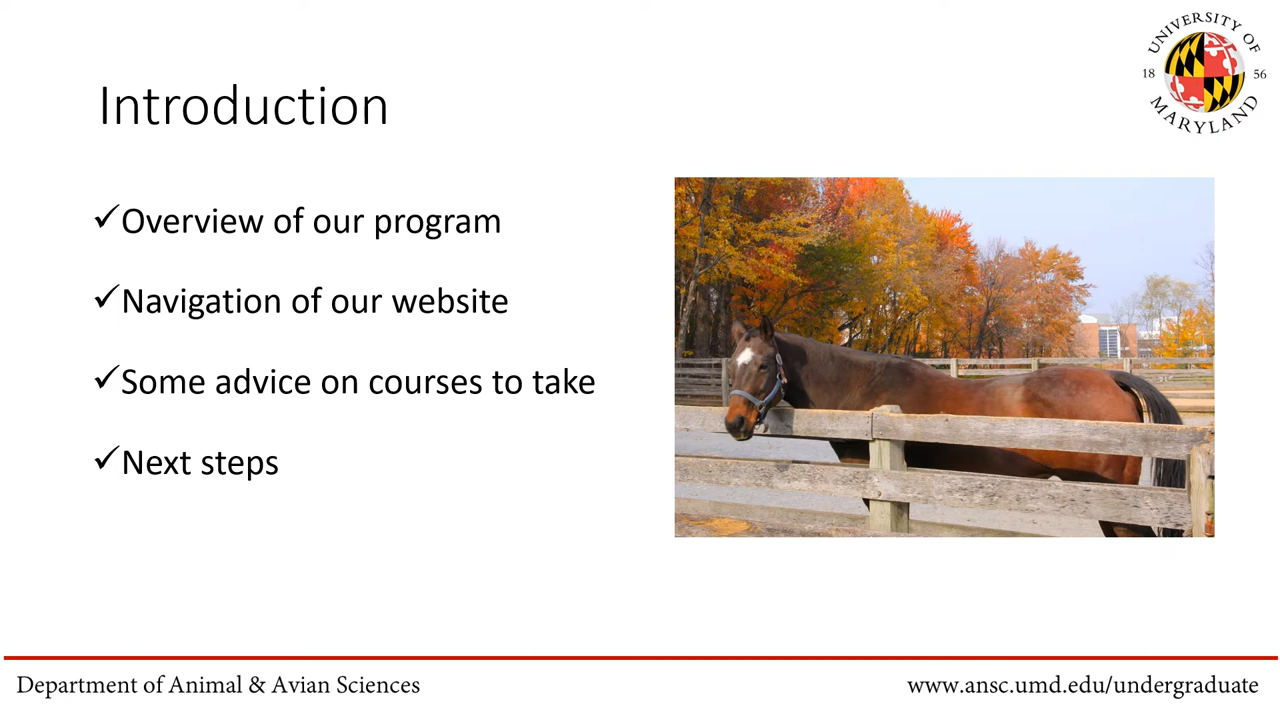 UNIVERSITY OF
18 56
MARYLAND
Introduction
✓Overview of our program
✓Navigation of our website
✓Some advice on courses to take
✓Next steps
Department of Animal & Avian Sciences
www.ansc.umd.edu/undergraduate